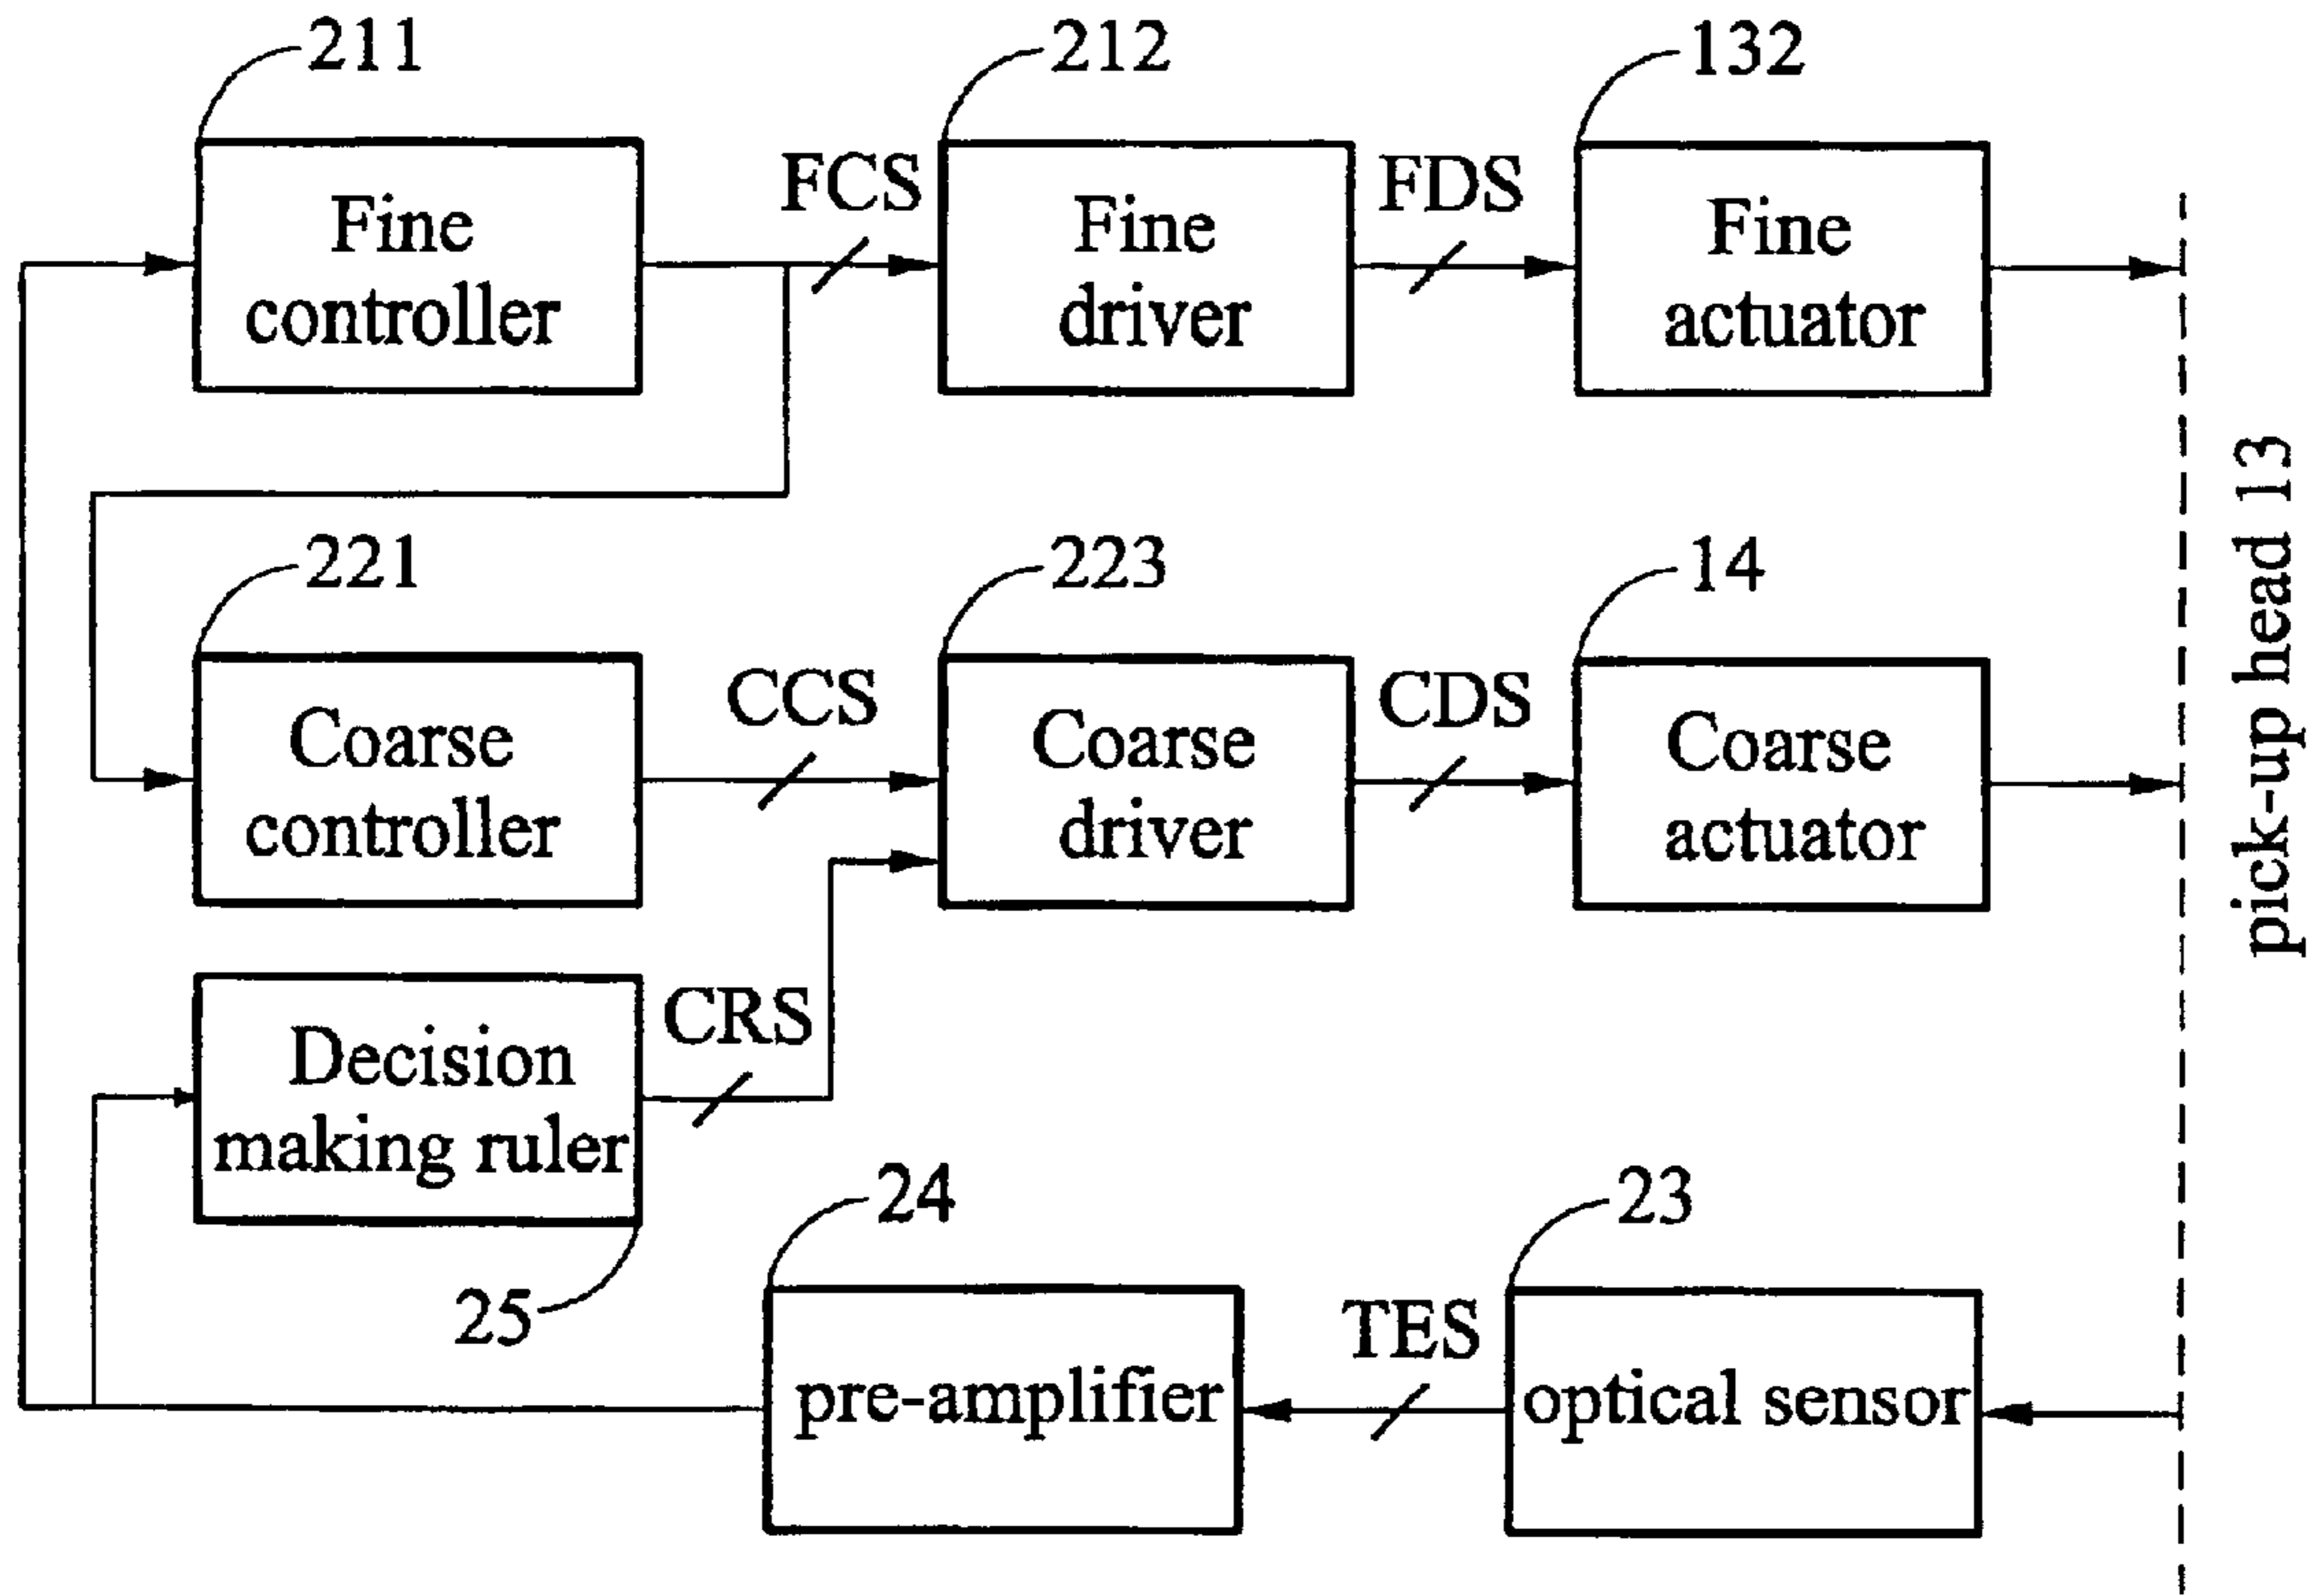 211
212
132
FCS
FDS
Fine
controller
Fine
driver
Fine
actuator
221
223
14
CCS
CDS
Coarse
controller
Coarse
driver
Coarse
actuator
pick-up head 13
CRS
Decision
making ruler
25
24
23
TES
pre-amplifier
optical sensor